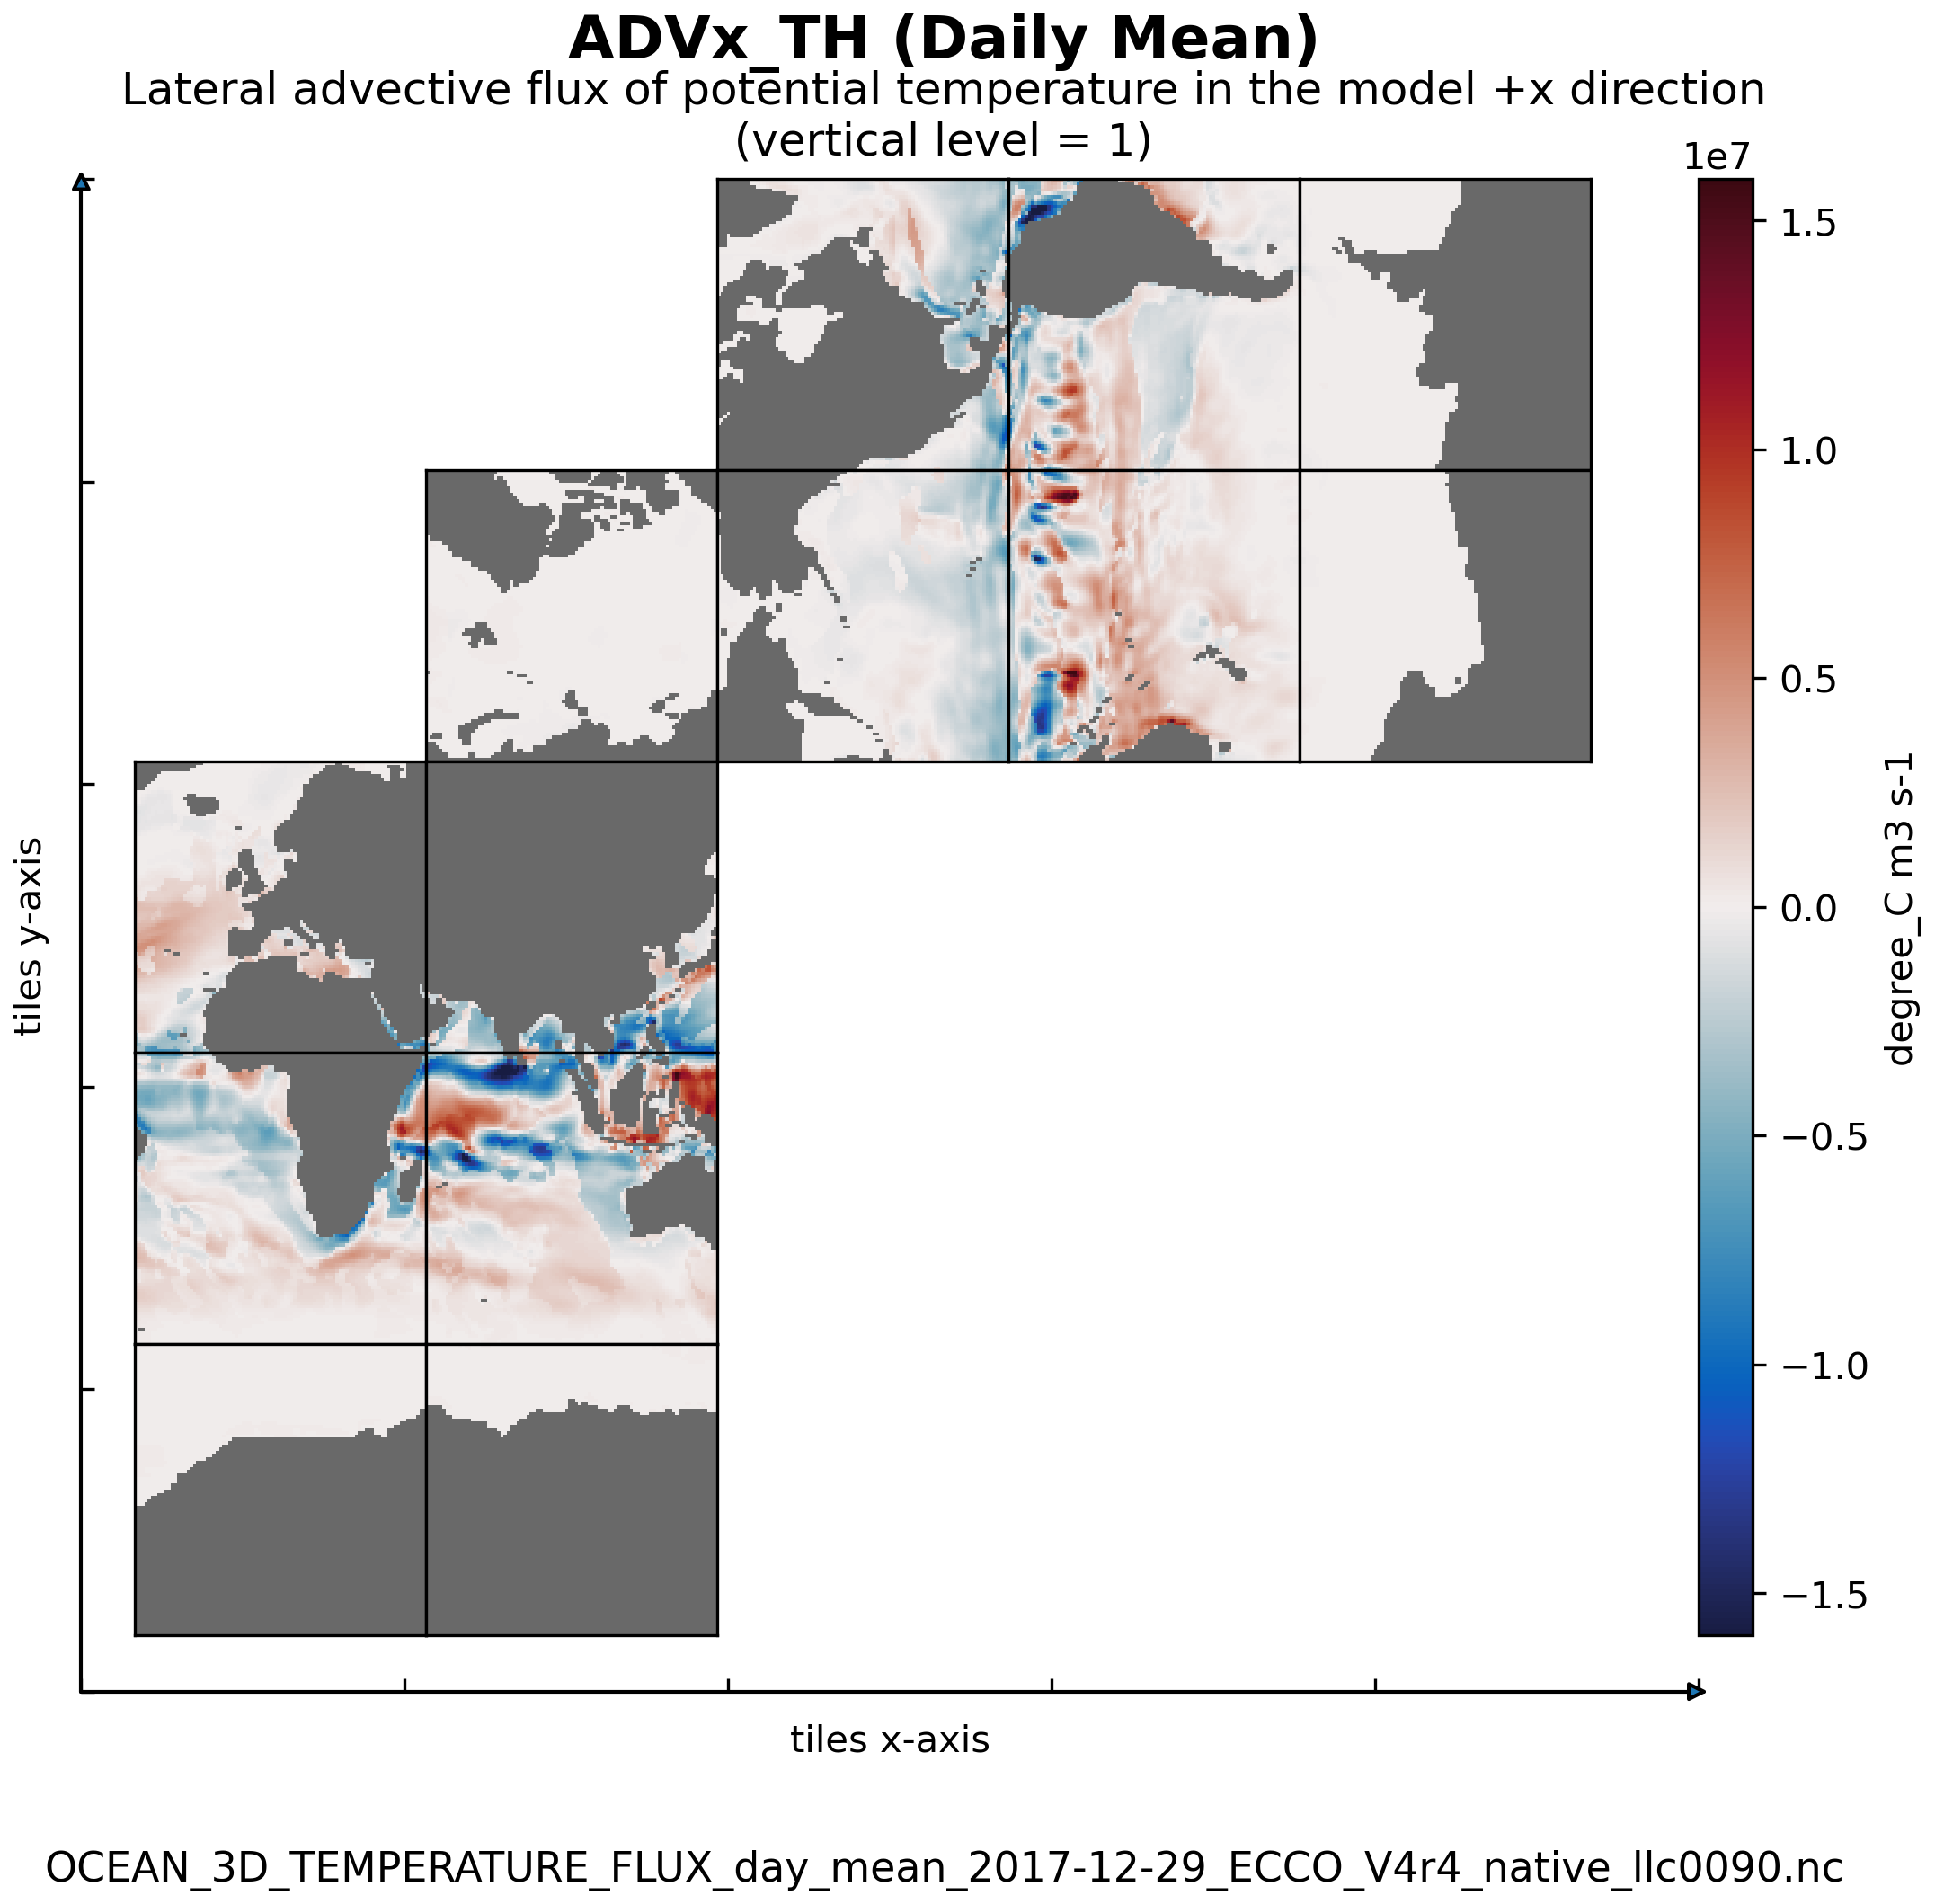 ADVx_TH (Daily Mean)
Lateral advective flux of potential temperature in the model +x direction
(vertical level = 1)
1e7
1.5
1.0
0.5
0.0
−0.5
−1.0
−1.5
degree_C m3 s-1
tiles y-axis
tiles x-axis
OCEAN_3D_TEMPERATURE_FLUX_day_mean_2017-12-29_ECCO_V4r4_native_llc0090.nc